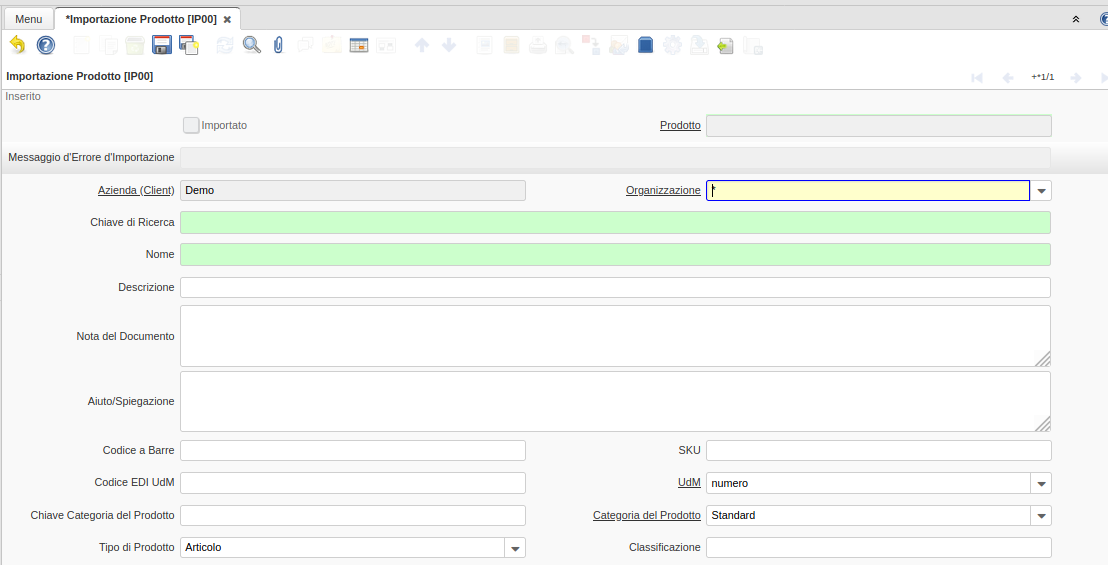 Menu *Importazione Prodotto [IP00]
Importazione Prodotto [IP00] +*1/1
Inserito
Importato Prodotto
Messaggio d'Errore d'Importazione
Azienda (Client) Demo Organizzazione *
Chiave di Ricerca
Nome
Descrizione
Nota del Documento
Aiuto/Spiegazione
Codice a Barre SKU
Codice EDI UdM UdM numero
Chiave Categoria del Prodotto Categoria del Prodotto Standard
Tipo di Prodotto Articolo Classificazione